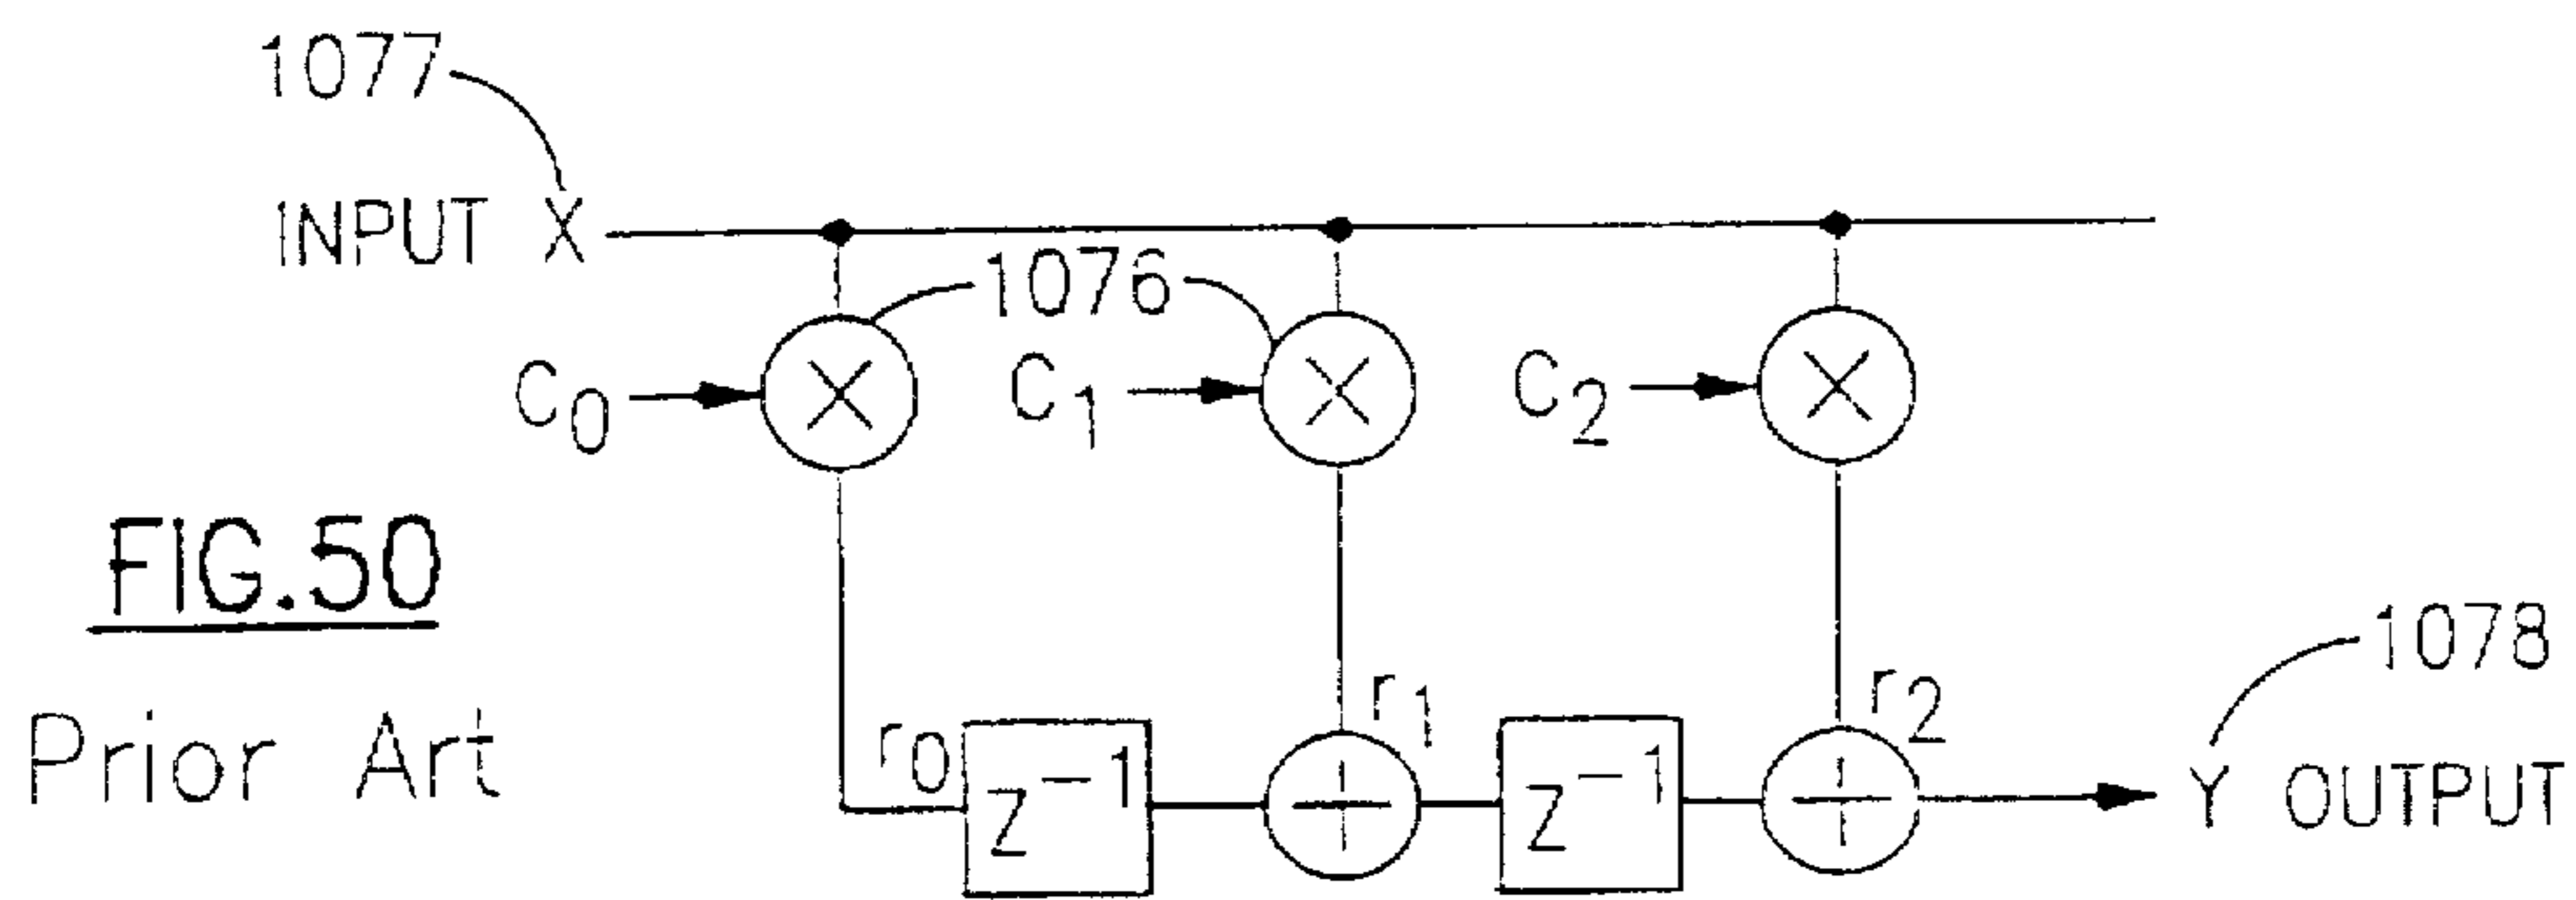 1077
INPUT X
1076
C0
C1
C2
FIG.50
Prior Art
r0
Z−1
r1
Z−1
r2
1078
Y OUTPUT